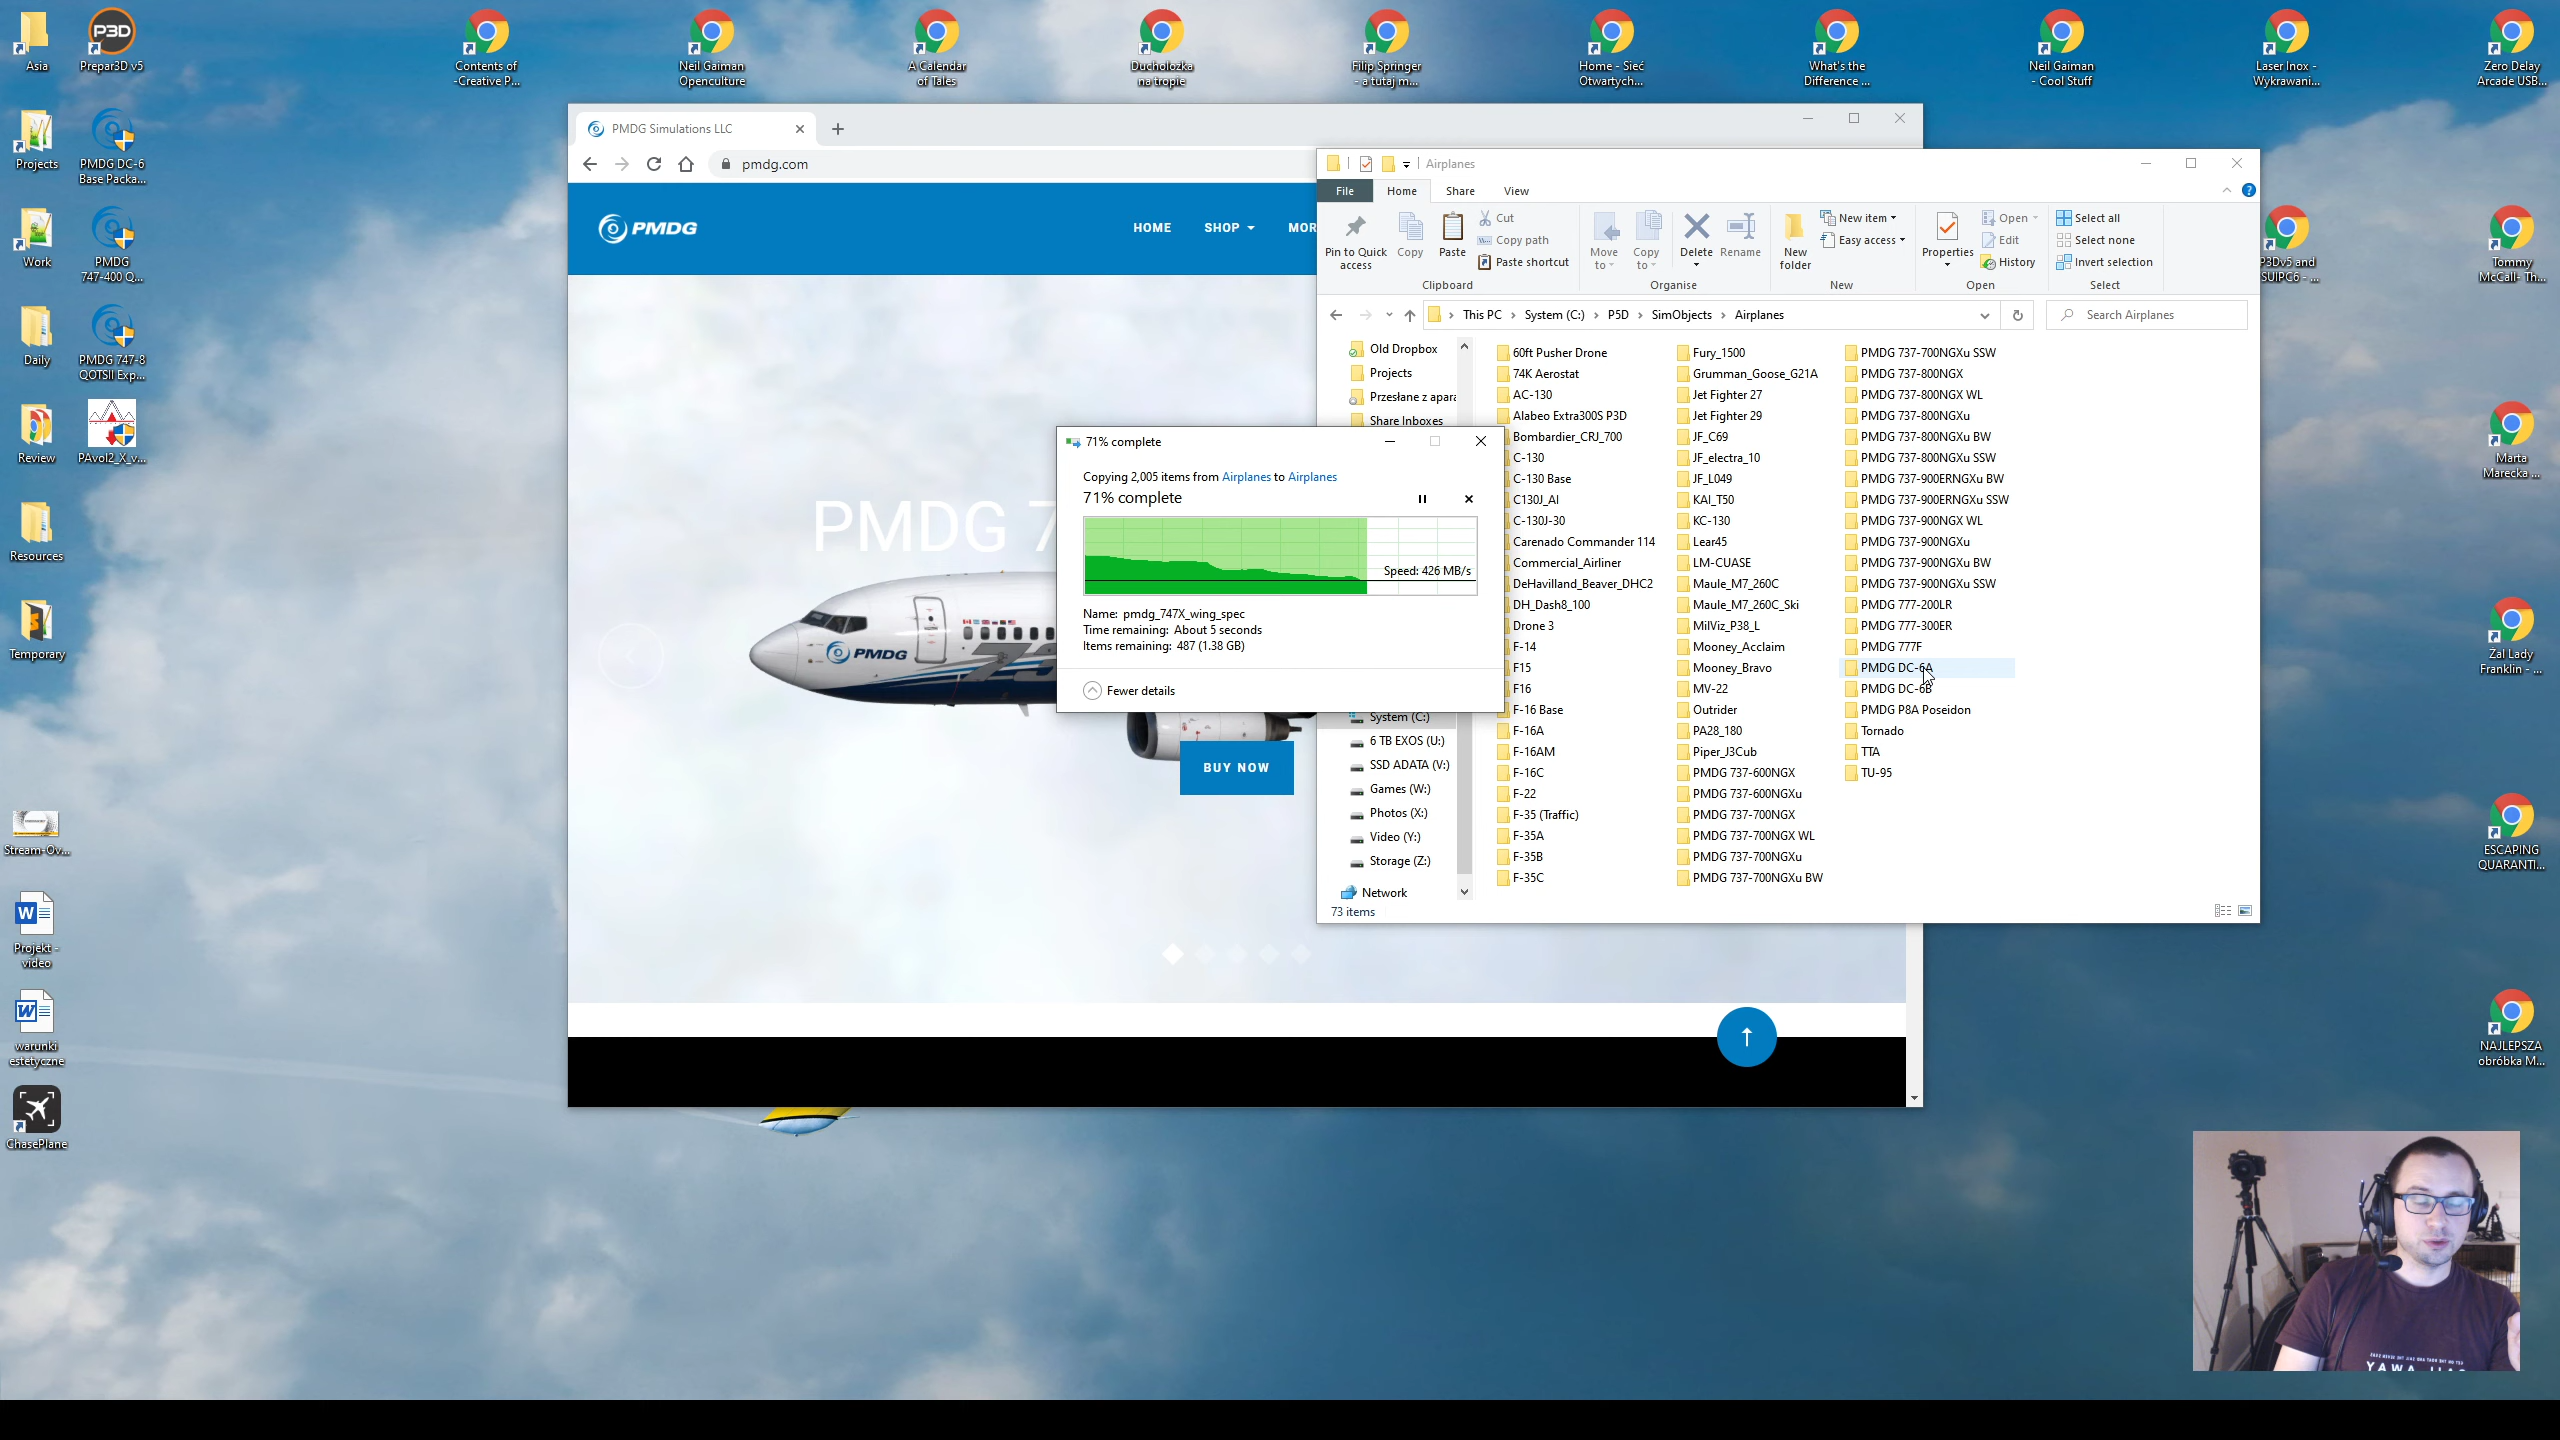 Asia
Prepar3D v5
Contents of
-Creative P...
Neil Gaiman
Openculture
A Calendar
of Tales
Ducholożka
na tropie
Filip Springer
- a tutaj m...
Home - Sieć
Otwartych...
What's the
Difference ...
Neil Gaiman
- Cool Stuff
Laser Inox -
Wykrawani...
Zero Delay
Arcade USB...
Projects
PMDG DC-6
Base Packa...
Work
PMDG
747-400 Q...
Daily
PMDG 747-8
QOTSII Exp...
Review
PAvol2_X_v...
Resources
Temporary
Stream-Ov...
Projekt -
video
warunki
estetyczne
ChasePlane
PMDG Simulations LLC
pmdg.com
PMDG
HOME
SHOP
MOR
PMDG 7
PMDG
BUY NOW
71% complete
Copying 2,005 items from Airplanes to Airplanes
71% complete
Speed: 426 MB/s
Name: pmdg_747X_wing_spec
Time remaining: About 5 seconds
Items remaining: 487 (1.38 GB)
Fewer details
Airplanes
File
Home
Share
View
Pin to Quick
access
Copy
Paste
Cut
Copy path
Paste shortcut
Clipboard
Move
to
Copy
to
Delete
Rename
Organise
New
folder
New item
Easy access
New
Properties
Open
Edit
History
Open
Select all
Select none
Invert selection
Select
This PC
System (C:)
P5D
SimObjects
Airplanes
Search Airplanes
Old Dropbox
Projects
Przesłane z apara
Share Inboxes
System (C:)
6 TB EXOS (U:)
SSD ADATA (V:)
Games (W:)
Photos (X:)
Video (Y:)
Storage (Z:)
Network
60ft Pusher Drone
74K Aerostat
AC-130
Alabeo Extra300S P3D
Bombardier_CRJ_700
C-130
C-130 Base
C130J_AI
C-130J-30
Carenado Commander 114
Commercial_Airliner
DeHavilland_Beaver_DHC2
DH_Dash8_100
Drone 3
F-14
F15
F16
F-16 Base
F-16A
F-16AM
F-16C
F-22
F-35 (Traffic)
F-35A
F-35B
F-35C
Fury_1500
Grumman_Goose_G21A
Jet Fighter 27
Jet Fighter 29
JF_C69
JF_electra_10
JF_L049
KAI_T50
KC-130
Lear45
LM-CUASE
Maule_M7_260C
Maule_M7_260C_Ski
MilViz_P38_L
Mooney_Acclaim
Mooney_Bravo
MV-22
Outrider
PA28_180
Piper_J3Cub
PMDG 737-600NGX
PMDG 737-600NGXu
PMDG 737-700NGX
PMDG 737-700NGX WL
PMDG 737-700NGXu
PMDG 737-700NGXu BW
PMDG 737-700NGXu SSW
PMDG 737-800NGX
PMDG 737-800NGX WL
PMDG 737-800NGXu
PMDG 737-800NGXu BW
PMDG 737-800NGXu SSW
PMDG 737-900ERNGXu BW
PMDG 737-900ERNGXu SSW
PMDG 737-900NGX WL
PMDG 737-900NGXu
PMDG 737-900NGXu BW
PMDG 737-900NGXu SSW
PMDG 777-200LR
PMDG 777-300ER
PMDG 777F
PMDG DC-6A
PMDG DC-6B
PMDG P8A Poseidon
Tornado
TTA
TU-95
73 items
P3Dv5 and
SUIPC6 - ...
Tommy
McCall- Th...
Marta
Marecka ...
Żal Lady
Franklin - ...
ESCAPING
QUARANTI...
NAJLEPSZA
obróbka M...